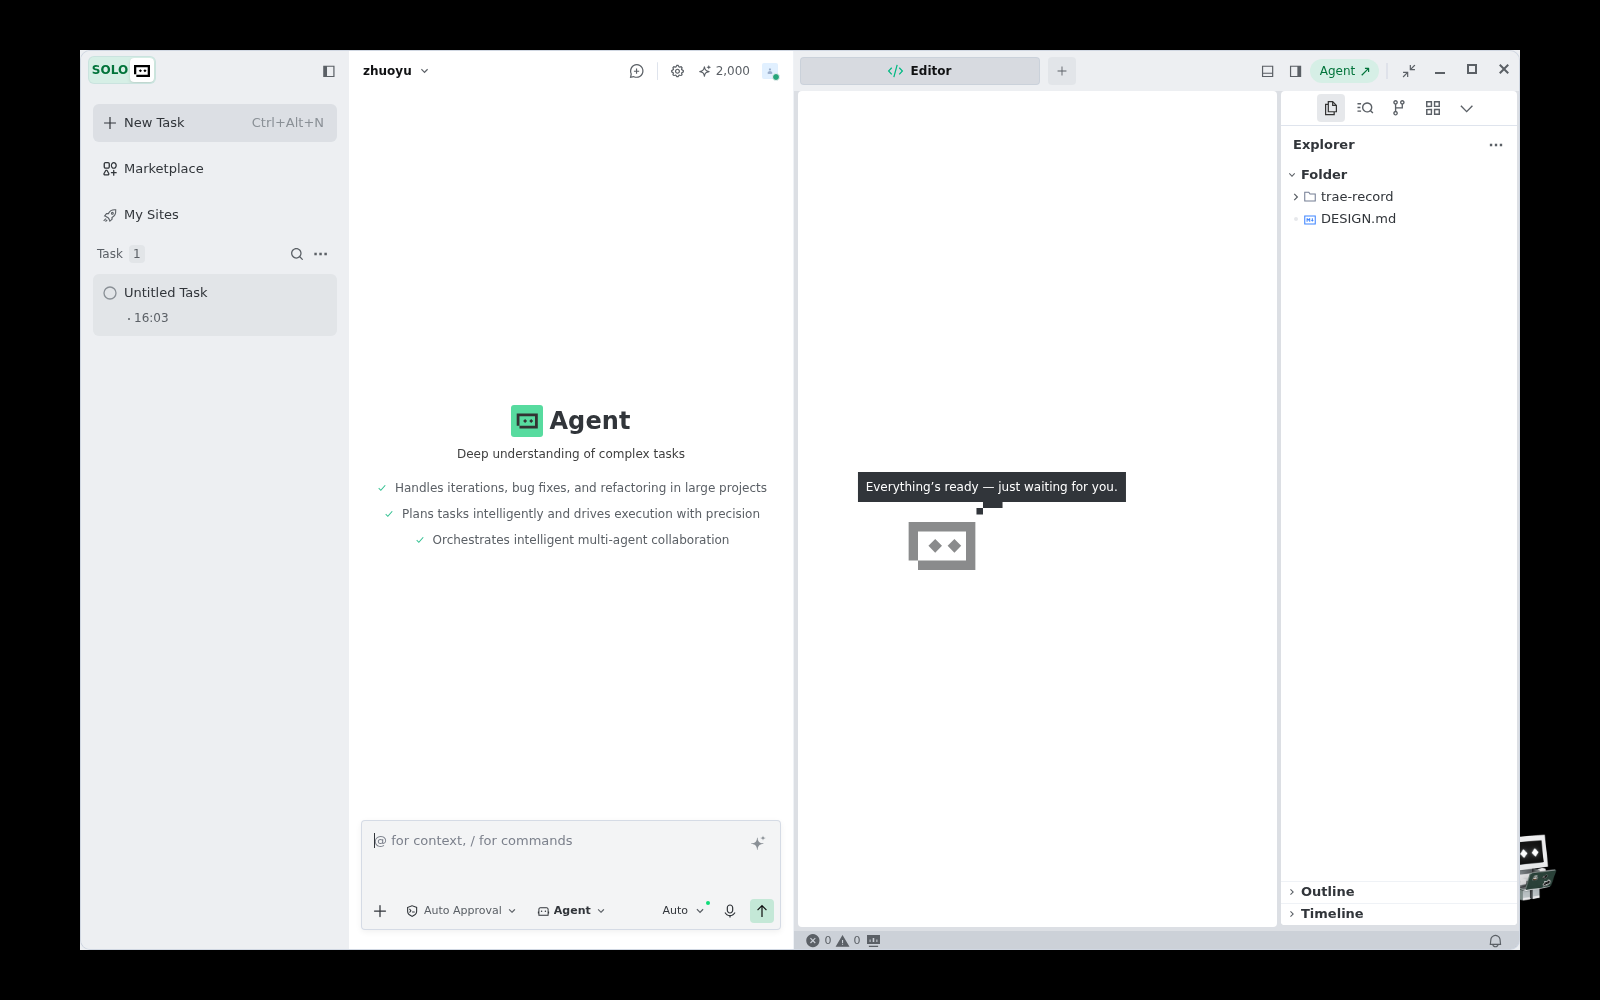 SOLO
New Task Ctrl+Alt+N
Marketplace
My Sites
Task 1
Untitled Task
· 16:03
zhuoyu
2,000
Agent
Deep understanding of complex tasks
Handles iterations, bug fixes, and refactoring in large projects
Plans tasks intelligently and drives execution with precision
Orchestrates intelligent multi-agent collaboration
@ for context, / for commands
Auto Approval
Agent
Auto
Editor
Agent
Everything’s ready — just waiting for you.
Explorer
Folder
trae-record
DESIGN.md
Outline
Timeline
0 0